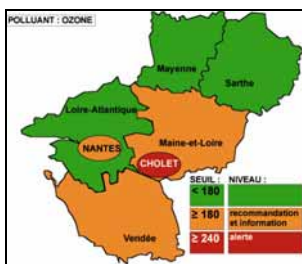 POLLUANT : OZONE
Mayenne
Sarthe
Loire-Atlantique
NANTES
Maine-et-Loire
CHOLET
Vendée
SEUIL : NIVEAU :
< 180
≥ 180 recommandation
et information
≥ 240 alerte